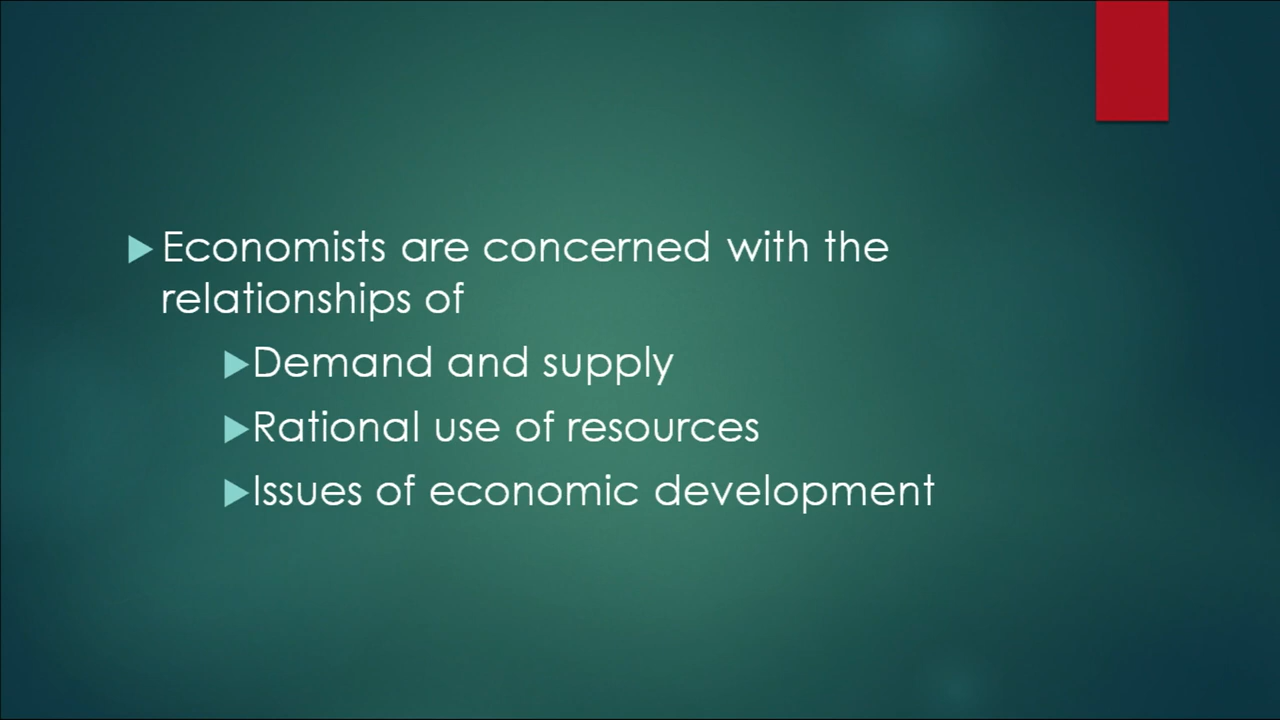 Economists are concerned with the
relationships of
Demand and supply
Rational use of resources
Issues of economic development